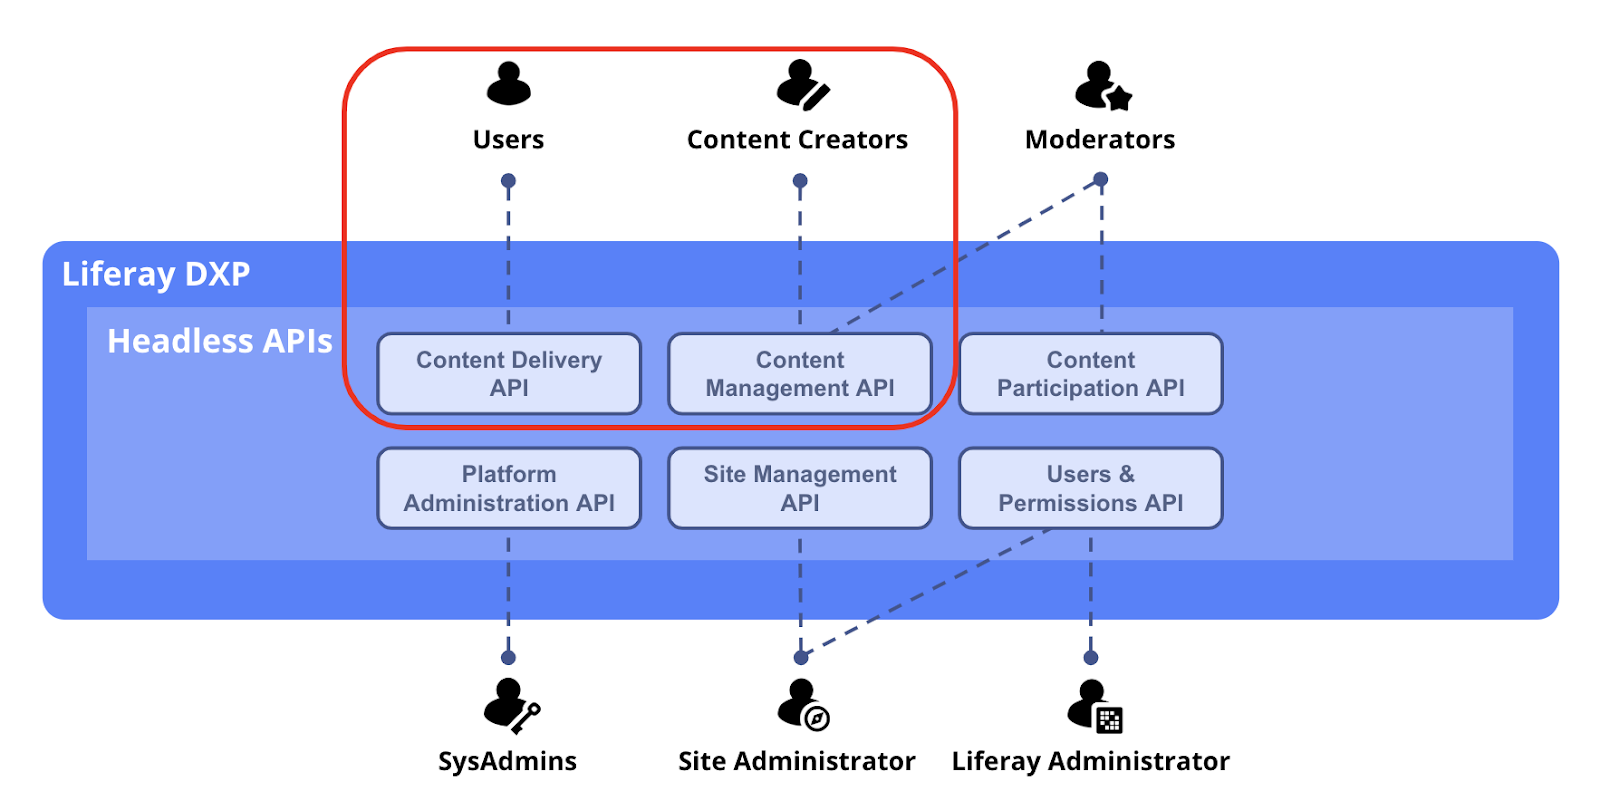 Users
Content Creators
Moderators
Liferay DXP
Headless APIs
Content Delivery
API
Content
Management API
Content
Participation API
Platform
Administration API
Site Management
API
Users &
Permissions API
SysAdmins
Site Administrator
Liferay Administrator